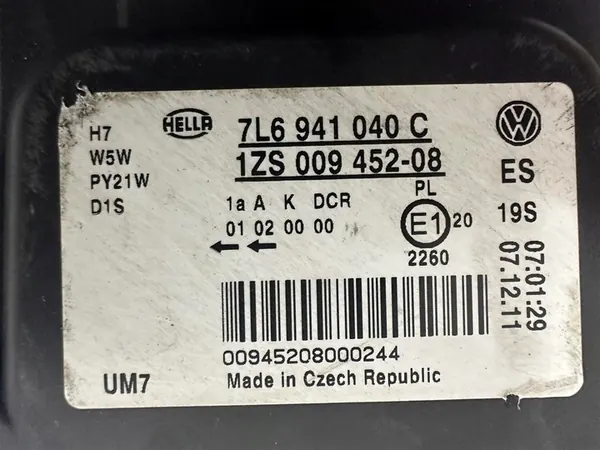 H7
W5W
PY21W
D1S
HELLA
7L6 941 040 C
1ZS 009 452-08
ES
1a A K DCR
01 02 00 00
PL
E1 20
2260
19S
07:01:29
07.12.11
00945208000244
UM7
Made in Czech Republic